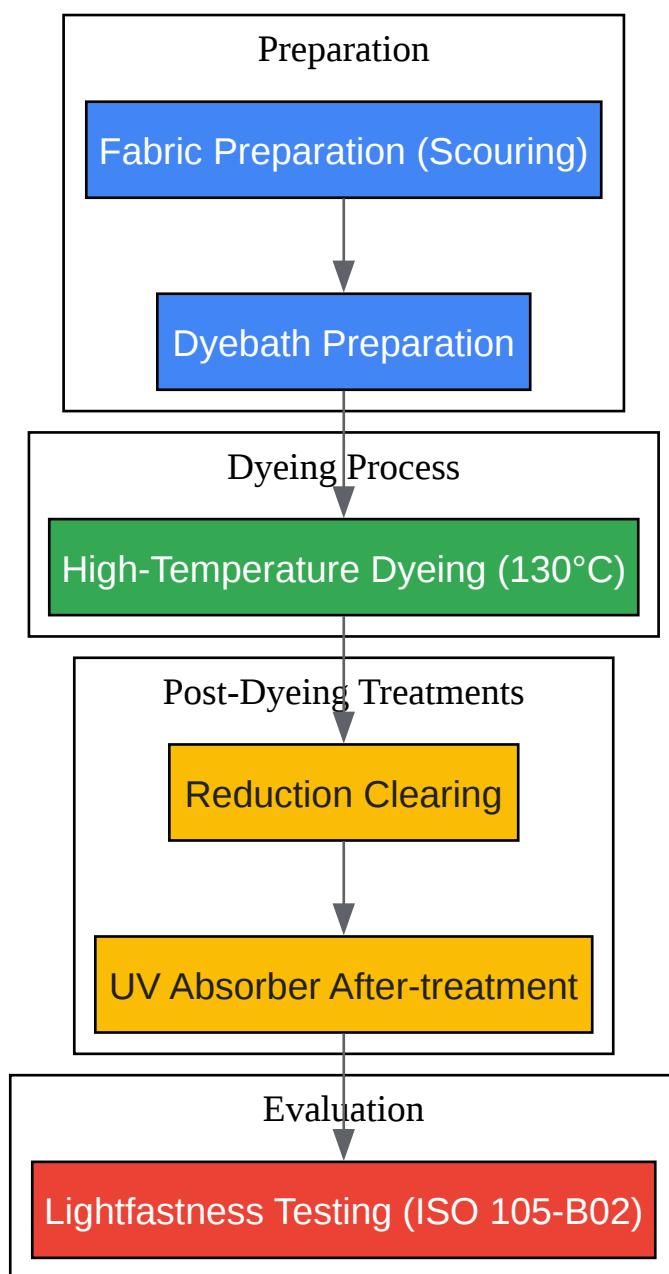 Preparation
Fabric Preparation (Scouring)
Dyebath Preparation
Dyeing Process
High-Temperature Dyeing (130°C)
Post-Dyeing Treatments
Reduction Clearing
UV Absorber After-treatment
Evaluation
Lightfastness Testing (ISO 105-B02)